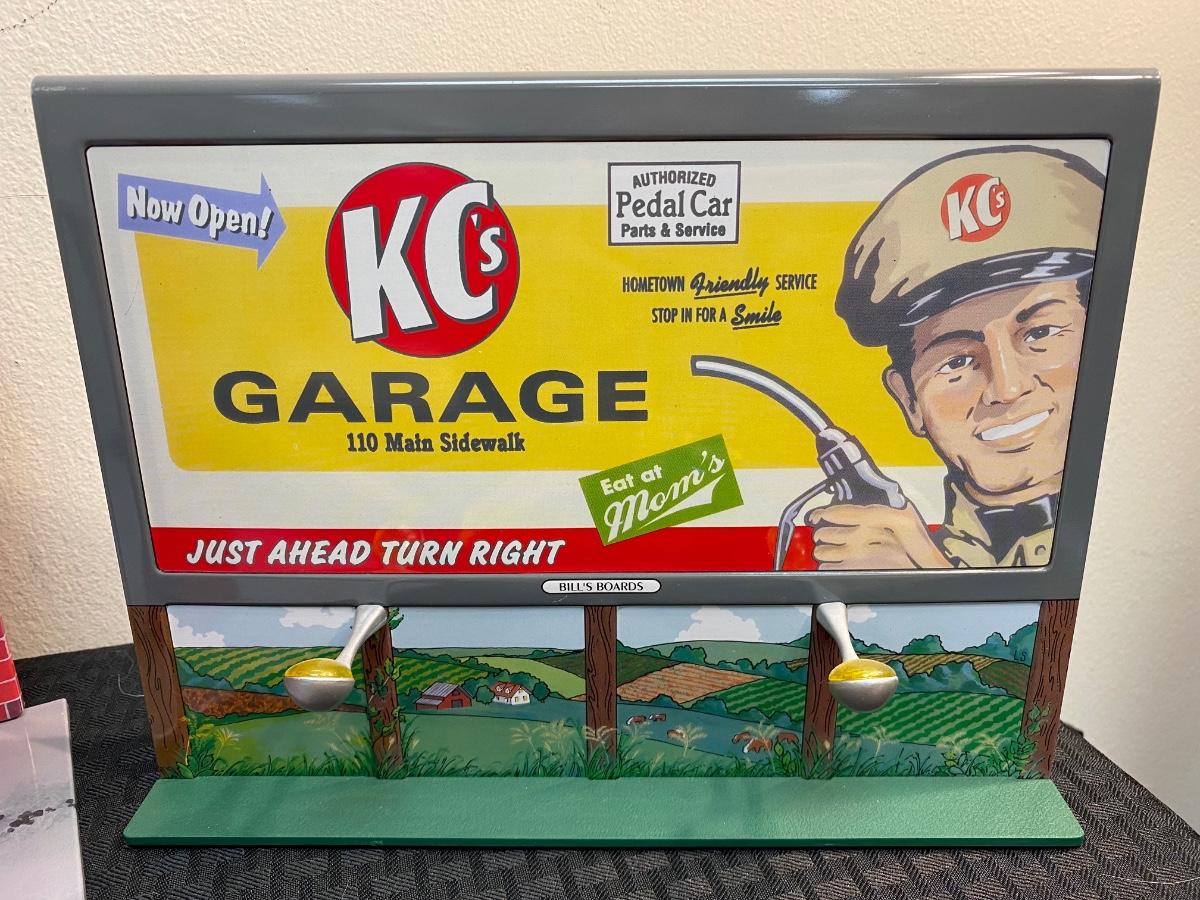 Now Open!
KC's
GARAGE
110 Main Sidewalk
AUTHORIZED
Pedal Car
Parts & Service
HOMETOWN Friendly SERVICE
STOP IN FOR A Smile
KC's
Eat at
Mom's
JUST AHEAD TURN RIGHT
BILL'S BOARDS